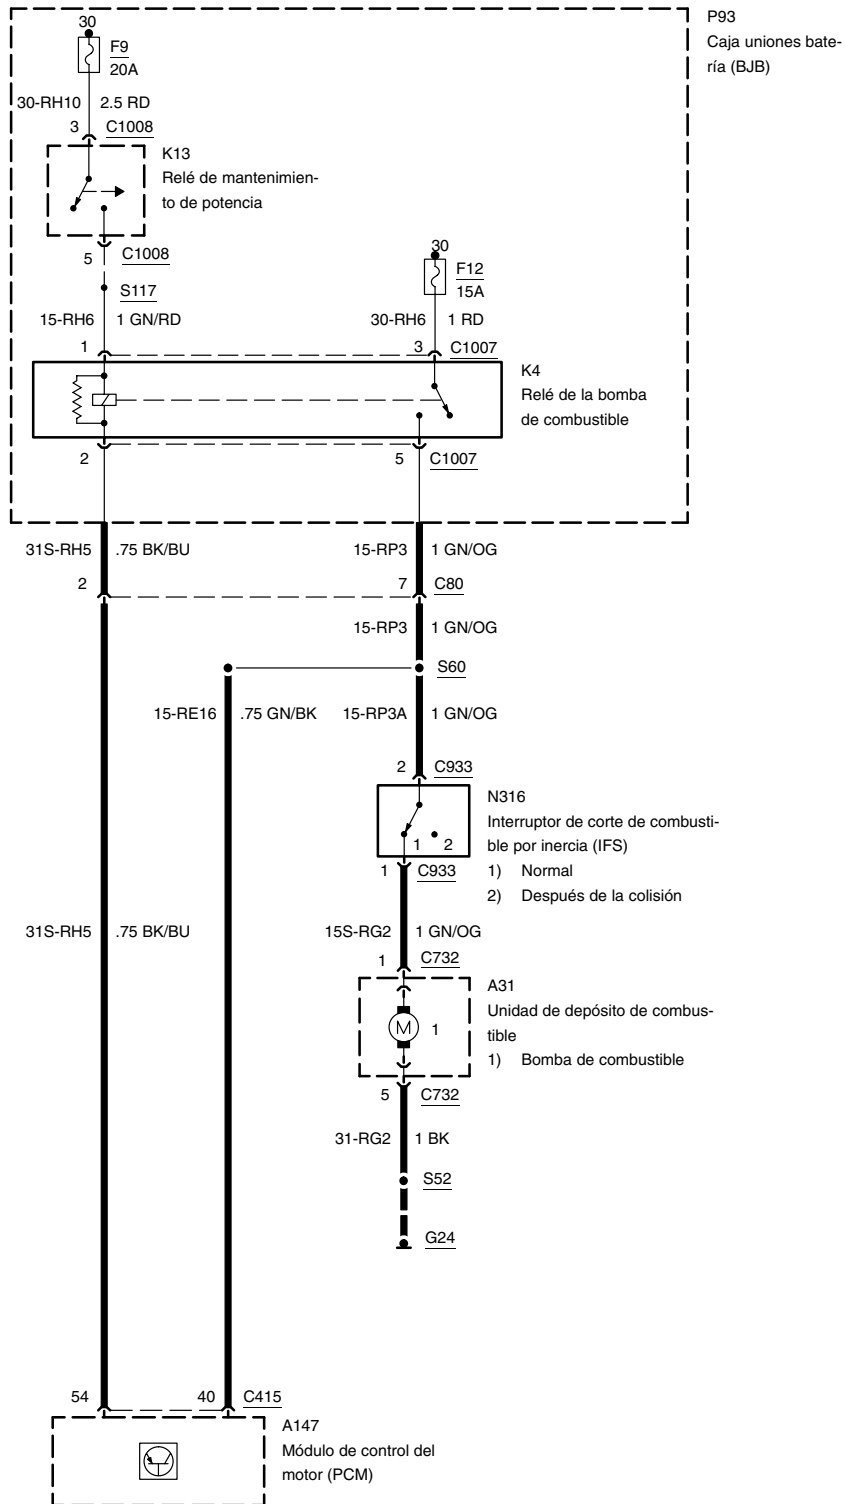 P93
Caja uniones bate-
ría (BJB)
30
F9
20A
30-RH10 2.5 RD
3 C1008
K13
Relé de mantenimien-
to de potencia
5 C1008
S117
15-RH6 1 GN/RD
30
F12
15A
30-RH6 1 RD
1
3 C1007
K4
Relé de la bomba
de combustible
2
5 C1007
31S-RH5 .75 BK/BU
15-RP3 1 GN/OG
2
7 C80
15-RP3 1 GN/OG
S60
15-RE16 .75 GN/BK
15-RP3A 1 GN/OG
2 C933
N316
Interruptor de corte de combusti-
ble por inercia (IFS)
1) Normal
2) Después de la colisión
1 2
1 C933
31S-RH5 .75 BK/BU
15S-RG2 1 GN/OG
1 C732
A31
Unidad de depósito de combus-
tible
1) Bomba de combustible
M 1
5 C732
31-RG2 1 BK
S52
G24
54
40 C415
A147
Módulo de control del
motor (PCM)